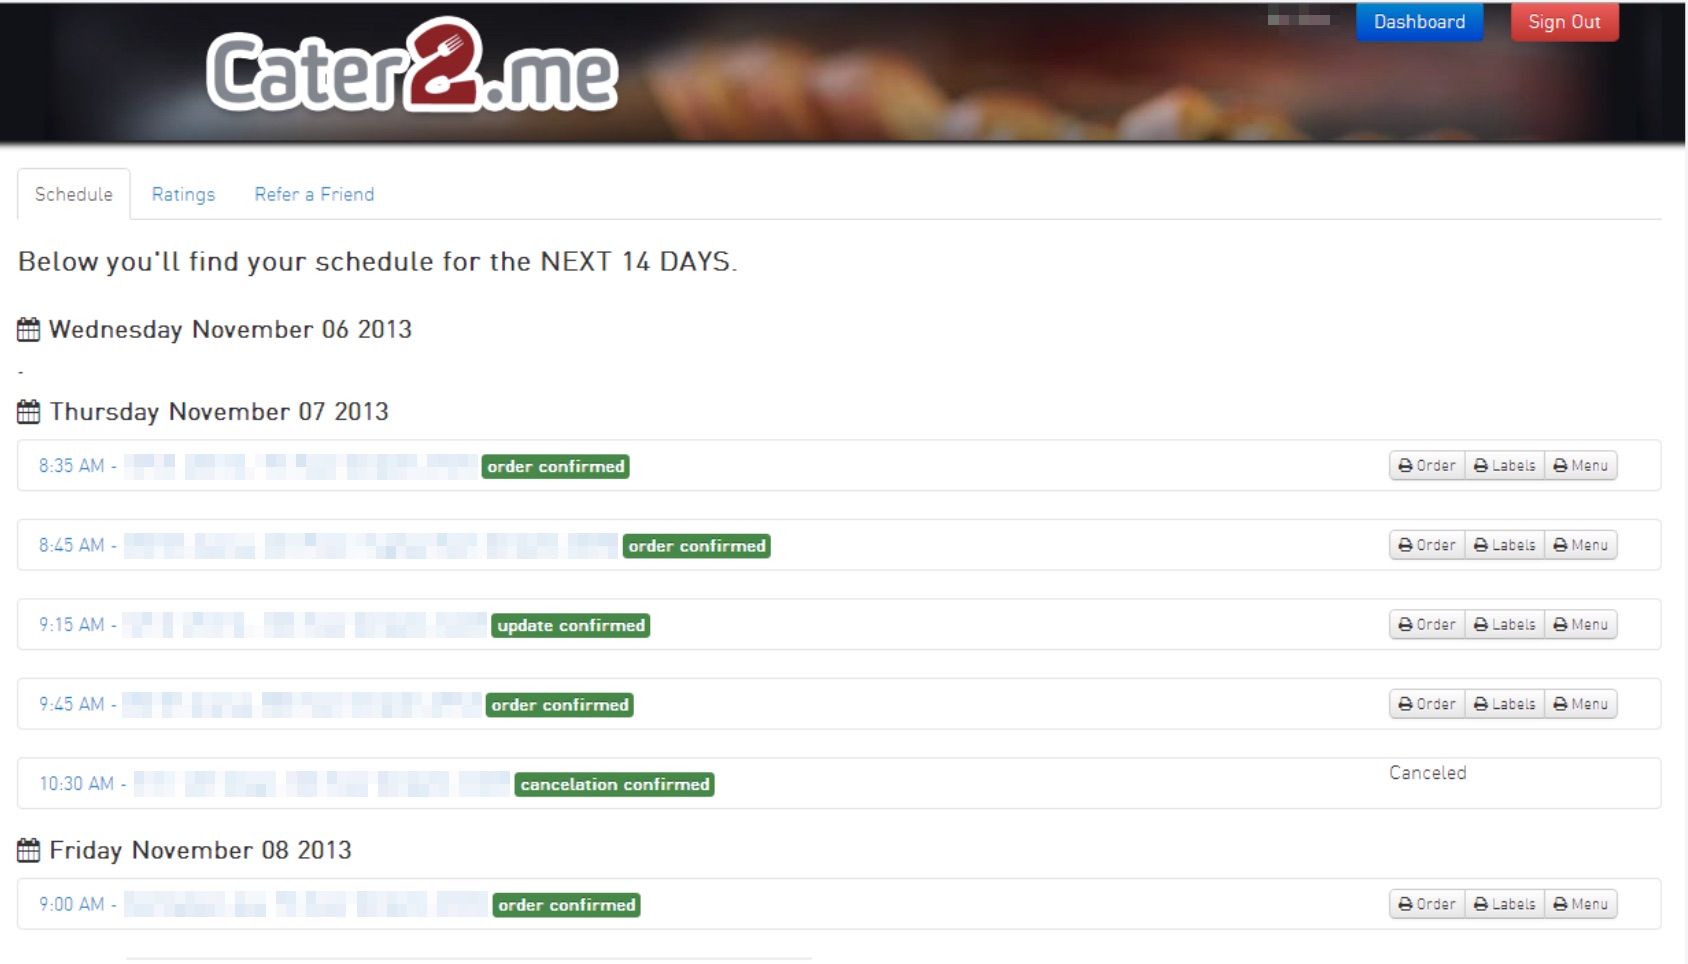 Cater2.me
Dashboard
Sign Out
Schedule
Ratings
Refer a Friend
Below you'll find your schedule for the NEXT 14 DAYS.
Wednesday November 06 2013
-
Thursday November 07 2013
8:35 AM - order confirmed Order Labels Menu
8:45 AM - order confirmed Order Labels Menu
9:15 AM - update confirmed Order Labels Menu
9:45 AM - order confirmed Order Labels Menu
10:30 AM - cancelation confirmed Canceled
Friday November 08 2013
9:00 AM - order confirmed Order Labels Menu